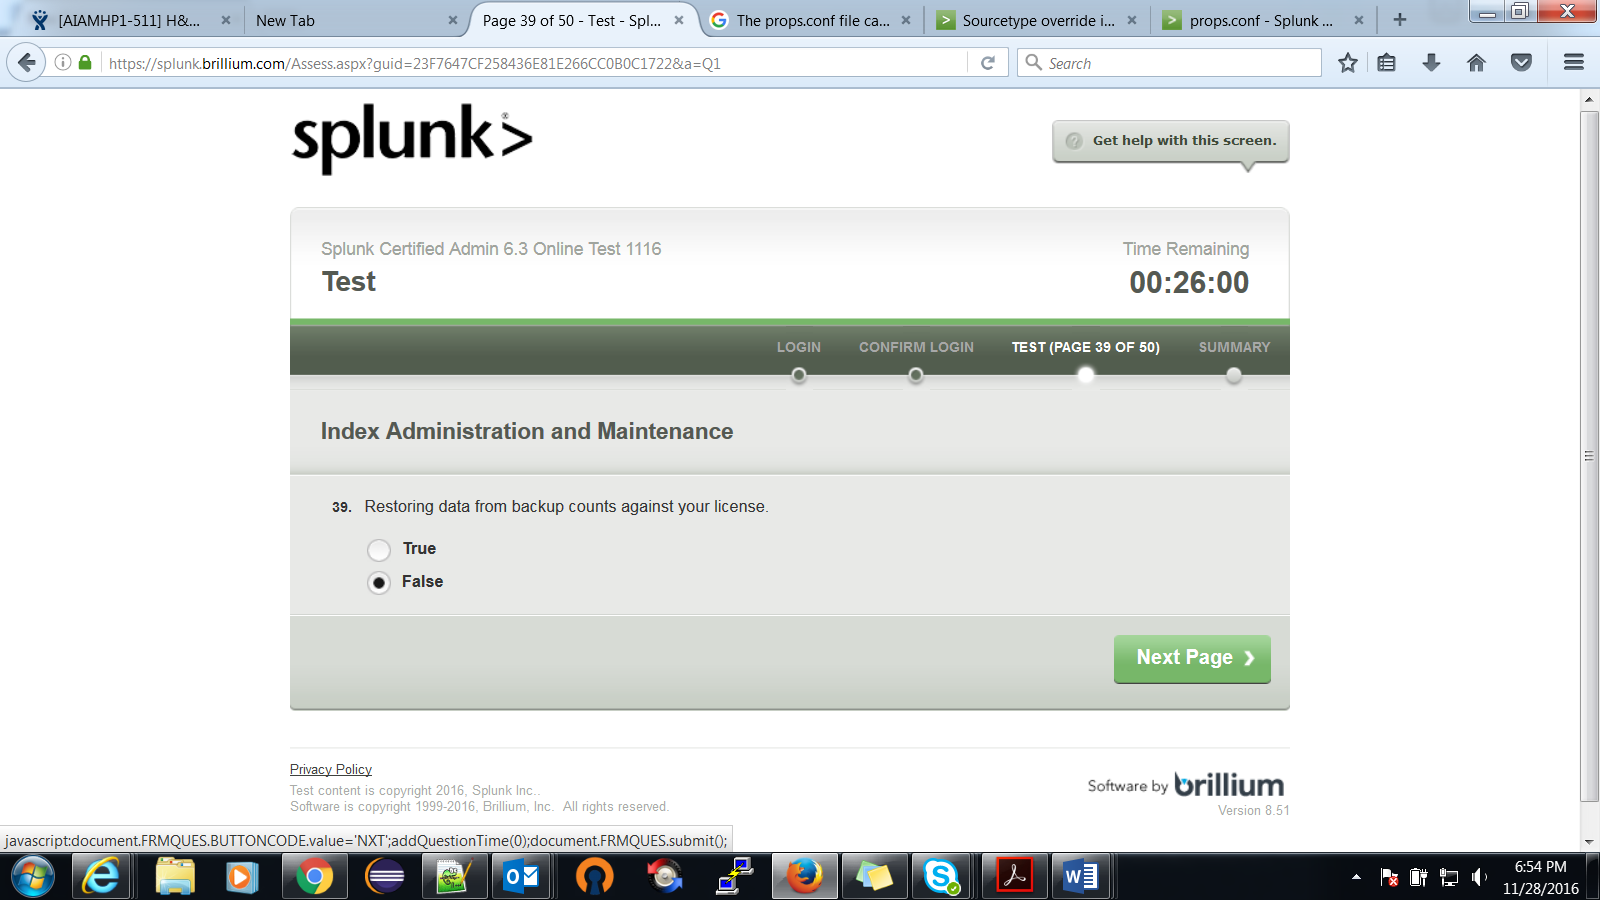 [AIAMHP1-511] H&...
New Tab
Page 39 of 50 - Test - Spl...
The props.conf file ca...
Sourcetype override i...
props.conf - Splunk ...
https://splunk.brillium.com/Assess.aspx?guid=23F7647CF258436E81E266CC0B0C1722&a=Q1
Search
splunk>
Get help with this screen.
Splunk Certified Admin 6.3 Online Test 1116
Time Remaining
Test
00:26:00
LOGIN
CONFIRM LOGIN
TEST (PAGE 39 OF 50)
SUMMARY
Index Administration and Maintenance
39. Restoring data from backup counts against your license.
True
False
Next Page
Privacy Policy
Test content is copyright 2016, Splunk Inc..
Software is copyright 1999-2016, Brillium, Inc. All rights reserved.
Software by brillium
Version 8.51
javascript:document.FRMQUES.BUTTONCODE.value='NXT';addQuestionTime(0);document.FRMQUES.submit();
6:54 PM
11/28/2016